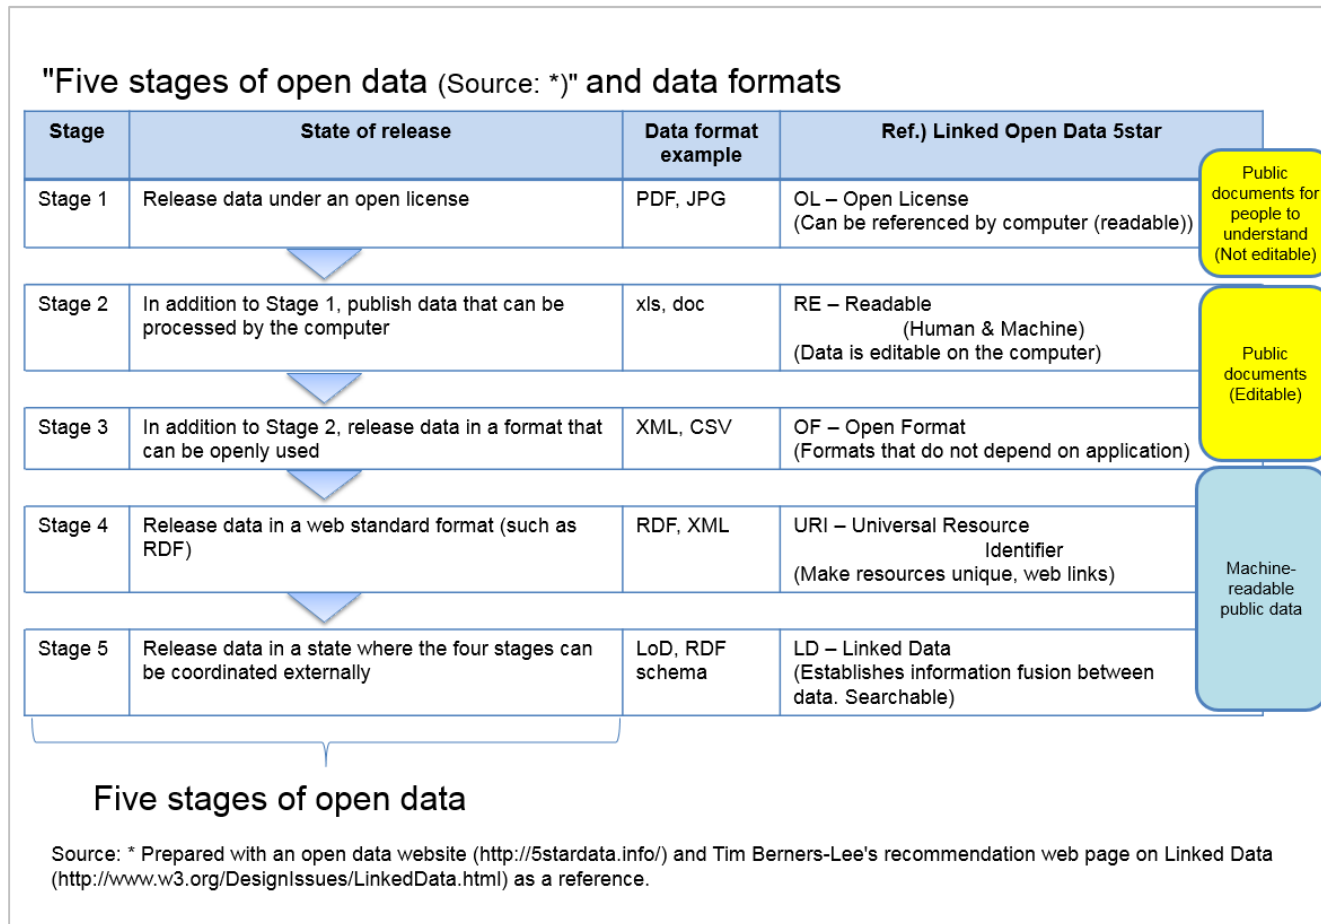 "Five stages of open data (Source: *)" and data formats
Stage
State of release
Data format
example
Ref.) Linked Open Data 5star
Stage 1
Release data under an open license
PDF, JPG
OL – Open License
(Can be referenced by computer (readable))
Public
documents for
people to
understand
(Not editable)
Stage 2
In addition to Stage 1, publish data that can be
processed by the computer
xls, doc
RE – Readable
(Human & Machine)
(Data is editable on the computer)
Public
documents
(Editable)
Stage 3
In addition to Stage 2, release data in a format that
can be openly used
XML, CSV
OF – Open Format
(Formats that do not depend on application)
Stage 4
Release data in a web standard format (such as
RDF)
RDF, XML
URI – Universal Resource
Identifier
(Make resources unique, web links)
Machine-
readable
public data
Stage 5
Release data in a state where the four stages can
be coordinated externally
LoD, RDF
schema
LD – Linked Data
(Establishes information fusion between
data. Searchable)
Five stages of open data
Source: * Prepared with an open data website (http://5stardata.info/) and Tim Berners-Lee's recommendation web page on Linked Data
(http://www.w3.org/DesignIssues/LinkedData.html) as a reference.